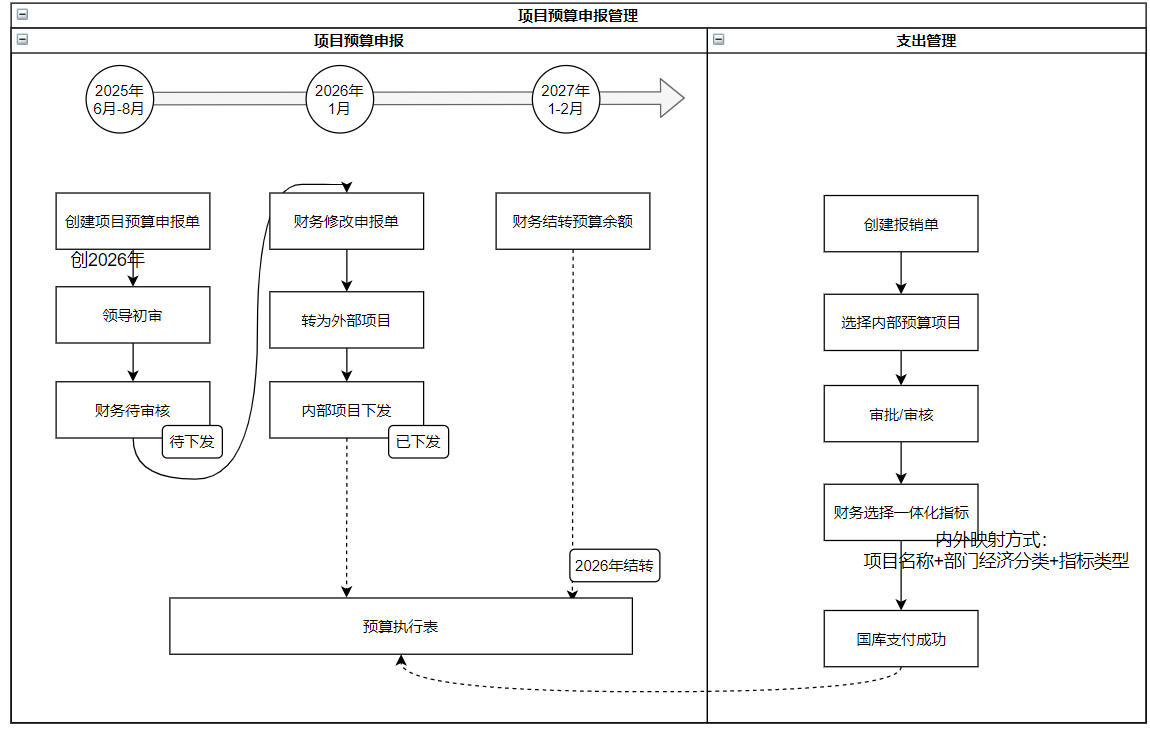 项目预算申报管理
项目预算申报
支出管理
2025年
6月-8月
2026年
1月
2027年
1-2月
创建项目预算申报单
创2026年
领导初审
财务待审核
待下发
财务修改申报单
转为外部项目
内部项目下发
已下发
财务结转预算余额
2026年结转
预算执行表
创建报销单
选择内部预算项目
审批/审核
财务选择一体化指标
内外映射方式：
项目名称+部门经济分类+指标类型
国库支付成功